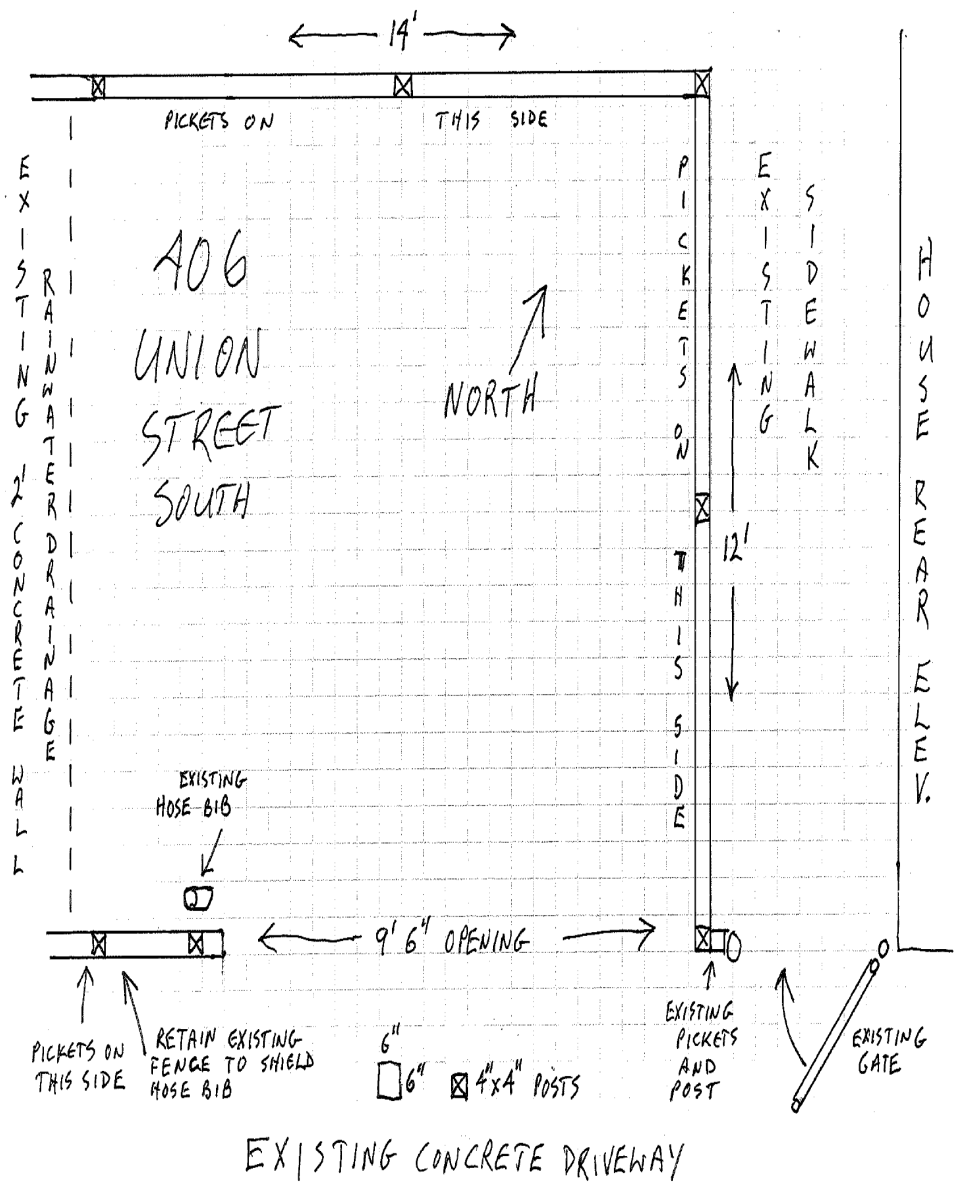 14'
PICKETS ON THIS SIDE
EXISTING 2' CONCRETE WALL
RAINWATER DRAINAGE
406
UNION
STREET
SOUTH
NORTH
PICKETS ON THIS SIDE
12'
EXISTING
SIDEWALK
HOUSE REAR ELEV.
EXISTING
HOSE BIB
9' 6" OPENING
PICKETS ON
THIS SIDE
RETAIN EXISTING
FENCE TO SHIELD
HOSE BIB
6"
6"
4"x4" POSTS
EXISTING
PICKETS
AND
POST
EXISTING
GATE
EXISTING CONCRETE DRIVEWAY